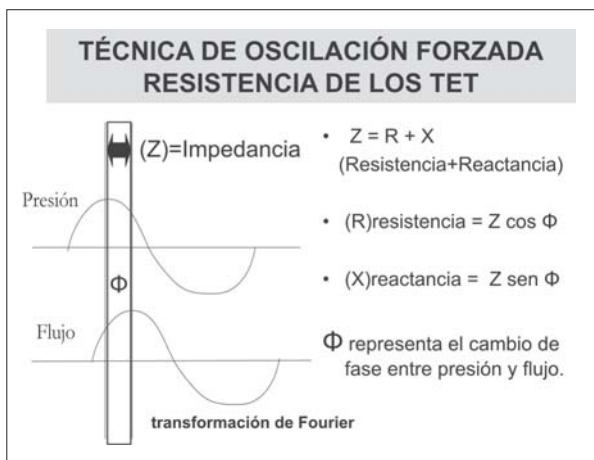 TÉCNICA DE OSCILACIÓN FORZADA
RESISTENCIA DE LOS TET
(Z)=Impedancia
Presión
Φ
Flujo
transformación de Fourier
• Z = R + X
(Resistencia+Reactancia)
• (R)resistencia = Z cos Φ
• (X)reactancia = Z sen Φ
Φ representa el cambio de
fase entre presión y flujo.